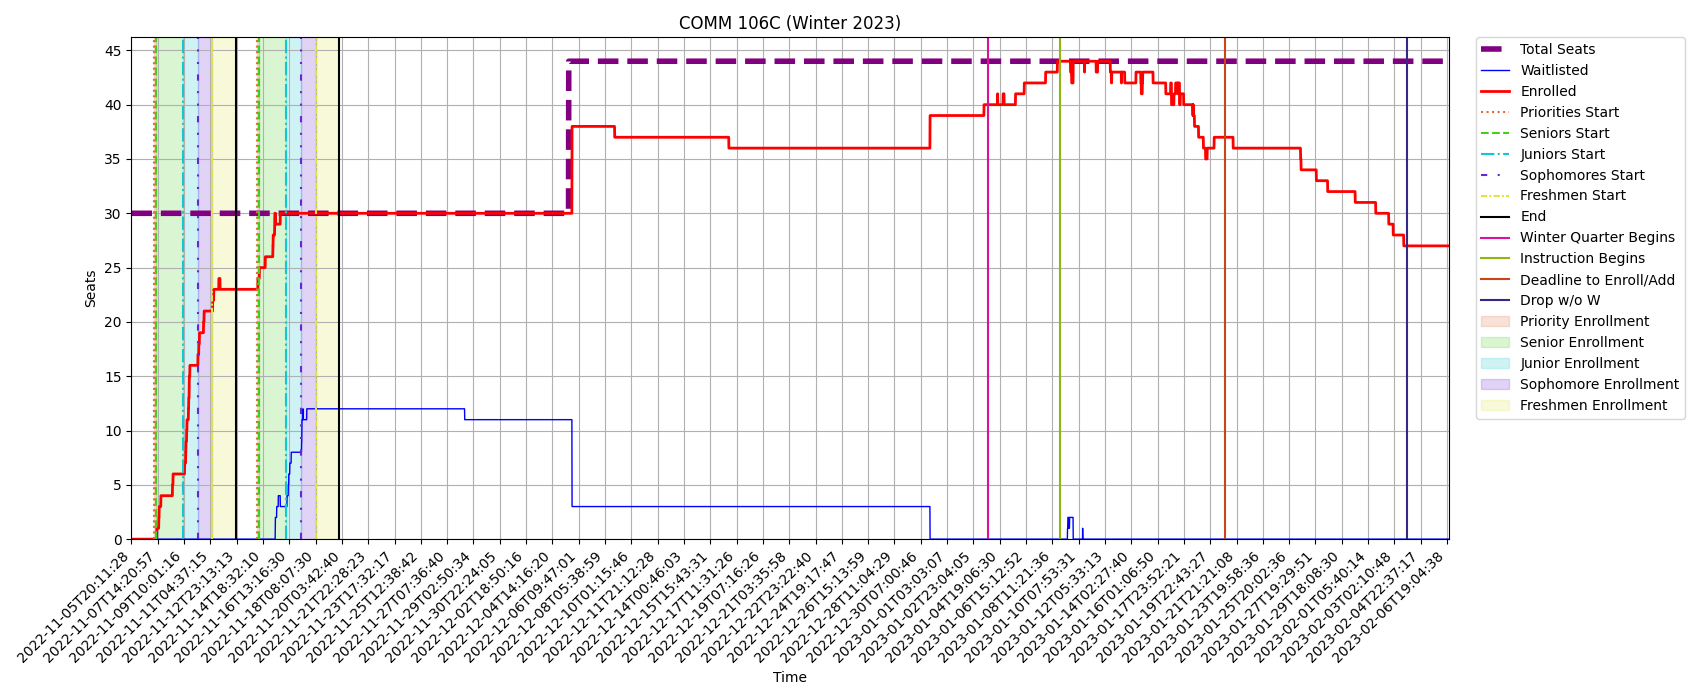 COMM 106C (Winter 2023)
Seats
45
40
35
30
25
20
15
10
5
0
2022-11-05T20:11:28
2022-11-07T14:20:57
2022-11-09T10:01:16
2022-11-11T04:37:15
2022-11-12T23:13:13
2022-11-14T18:32:10
2022-11-16T13:16:30
2022-11-18T08:07:30
2022-11-20T03:42:40
2022-11-21T22:28:23
2022-11-23T17:32:17
2022-11-25T12:38:42
2022-11-27T07:36:40
2022-11-29T02:50:34
2022-11-30T22:24:05
2022-12-02T18:50:16
2022-12-04T14:16:20
2022-12-06T09:47:01
2022-12-08T05:38:59
2022-12-10T01:15:46
2022-12-11T21:12:28
2022-12-14T00:46:03
2022-12-15T15:43:31
2022-12-17T11:31:26
2022-12-19T07:16:26
2022-12-21T03:35:58
2022-12-22T23:22:40
2022-12-24T19:17:47
2022-12-26T15:13:59
2022-12-28T11:04:29
2022-12-30T07:00:46
2023-01-01T03:03:07
2023-01-02T23:04:05
2023-01-04T19:06:30
2023-01-06T15:12:52
2023-01-08T11:21:36
2023-01-10T07:53:31
2023-01-12T05:33:13
2023-01-14T02:27:40
2023-01-16T01:06:50
2023-01-17T23:52:21
2023-01-19T22:43:27
2023-01-21T21:21:08
2023-01-23T19:58:36
2023-01-25T20:02:36
2023-01-27T19:29:51
2023-01-29T18:08:30
2023-02-01T05:40:14
2023-02-03T02:10:48
2023-02-04T22:37:17
2023-02-06T19:04:38
Time
Total Seats
Waitlisted
Enrolled
Priorities Start
Seniors Start
Juniors Start
Sophomores Start
Freshmen Start
End
Winter Quarter Begins
Instruction Begins
Deadline to Enroll/Add
Drop w/o W
Priority Enrollment
Senior Enrollment
Junior Enrollment
Sophomore Enrollment
Freshmen Enrollment